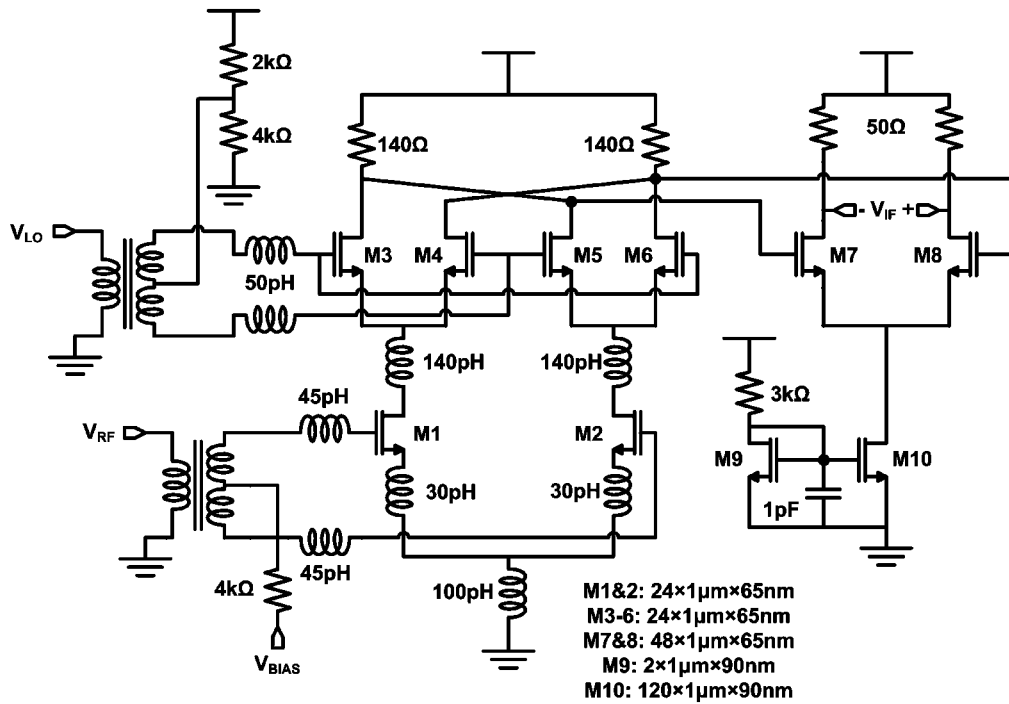 2kΩ
4kΩ
140Ω
140Ω
50Ω
V_LO
- V_IF +
M3
M4
M5
M6
M7
M8
50pH
140pH
140pH
45pH
3kΩ
V_RF
M1
M2
M9
M10
30pH
30pH
1pF
45pH
4kΩ
100pH
V_BIAS
M1&2: 24×1µm×65nm
M3-6: 24×1µm×65nm
M7&8: 48×1µm×65nm
M9: 2×1µm×90nm
M10: 120×1µm×90nm